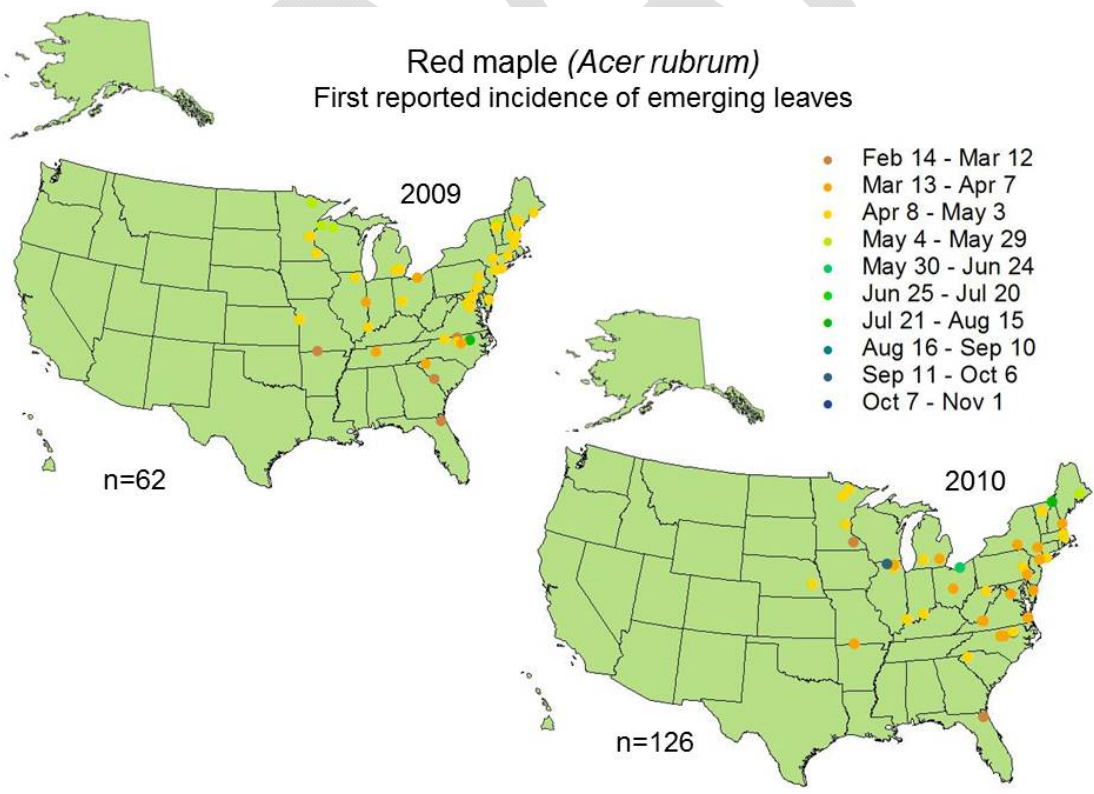 Red maple (Acer rubrum)
First reported incidence of emerging leaves
Feb 14 - Mar 12
Mar 13 - Apr 7
Apr 8 - May 3
May 4 - May 29
May 30 - Jun 24
Jun 25 - Jul 20
Jul 21 - Aug 15
Aug 16 - Sep 10
Sep 11 - Oct 6
Oct 7 - Nov 1
2009
n=62
2010
n=126